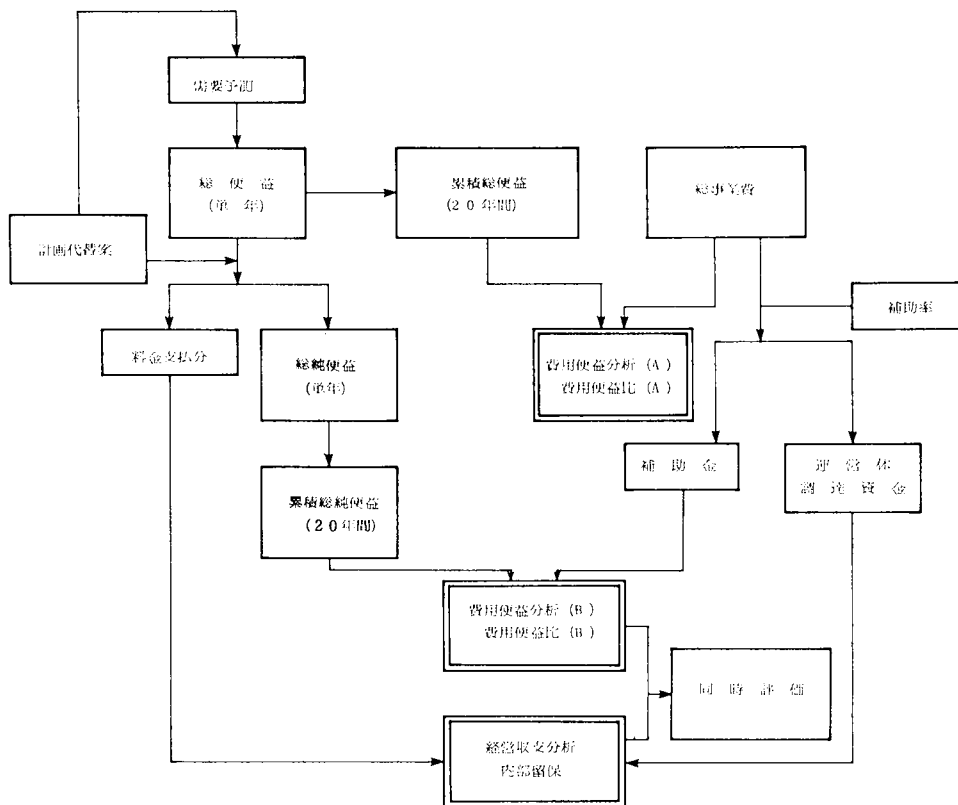 需要予測
総便益
(単年)
累積総便益
(20年間)
総事業費
計画代替案
補助率
料金支払分
総純便益
(単年)
費用便益分析(A)
費用便益比(A)
補助金
運営体
調達資金
累積総純便益
(20年間)
費用便益分析(B)
費用便益比(B)
同時評価
経営収支分析
内部留保